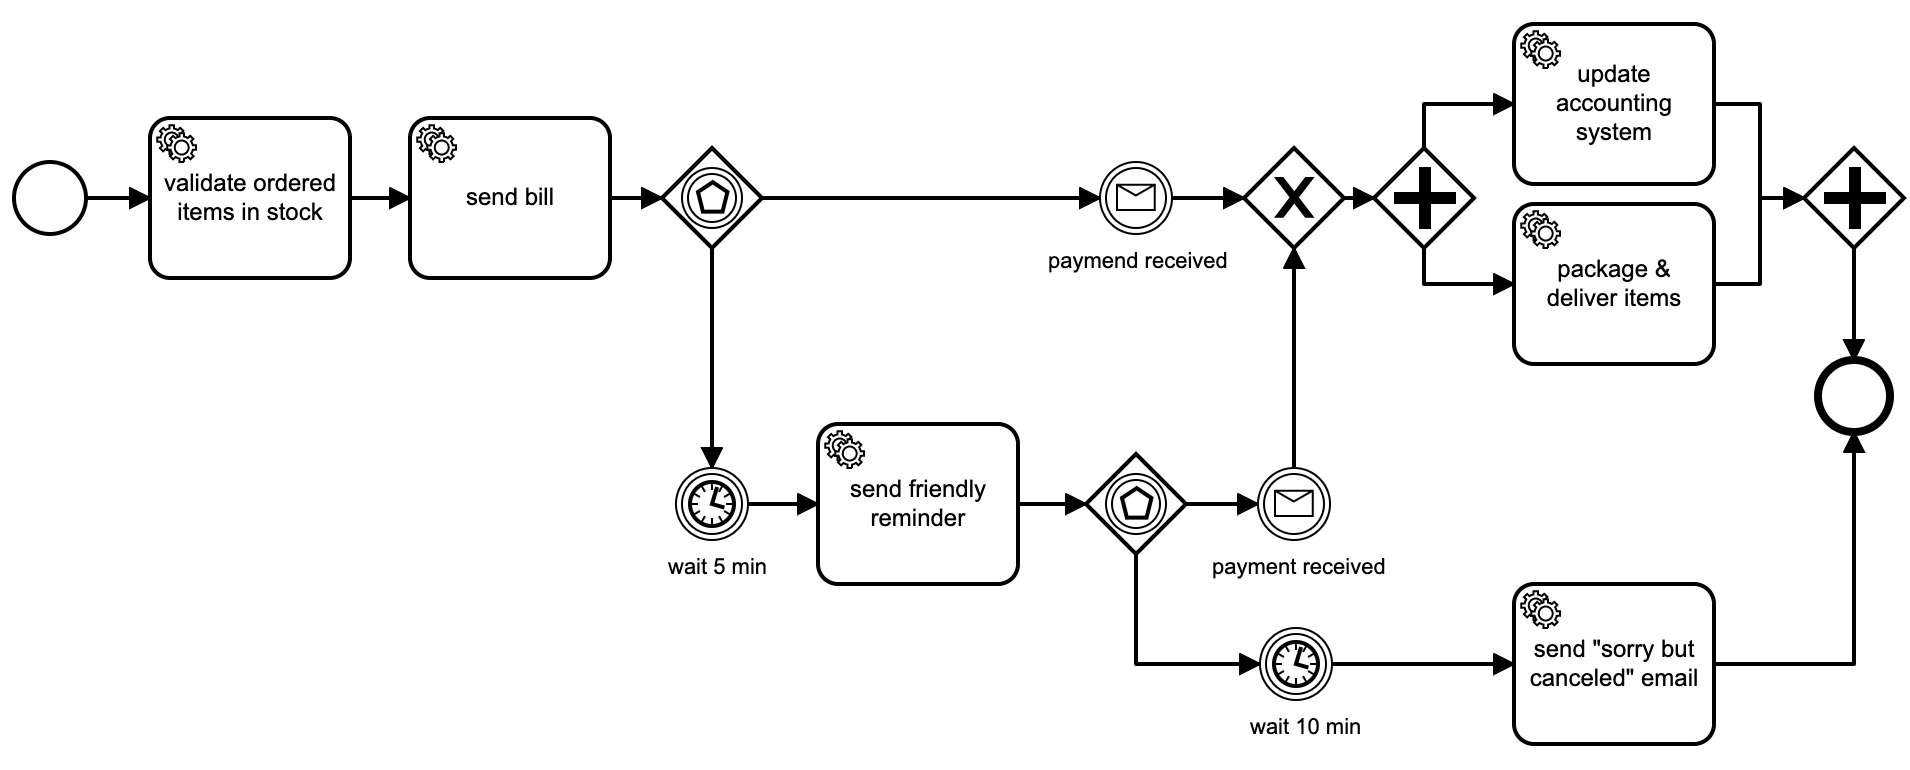 validate ordered
items in stock
send bill
paymend received
update
accounting
system
package &
deliver items
wait 5 min
send friendly
reminder
payment received
wait 10 min
send "sorry but
canceled" email